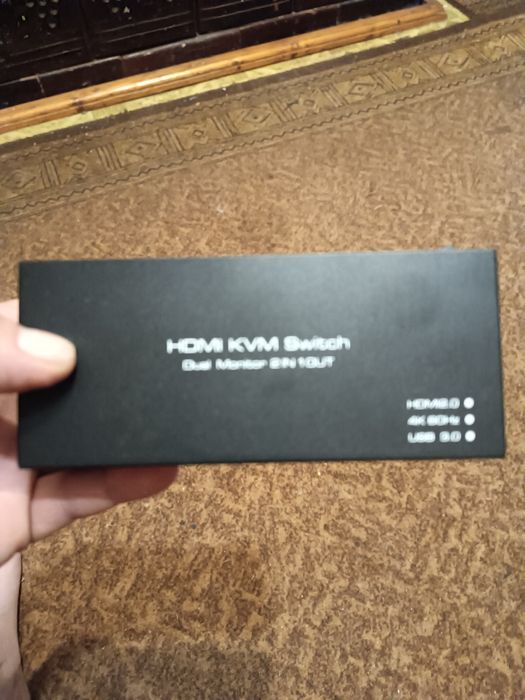 HDMI KVM Switch
Dual Monitor 2IN 1OUT
HDMI2.0
4K 60Hz
USB 3.0